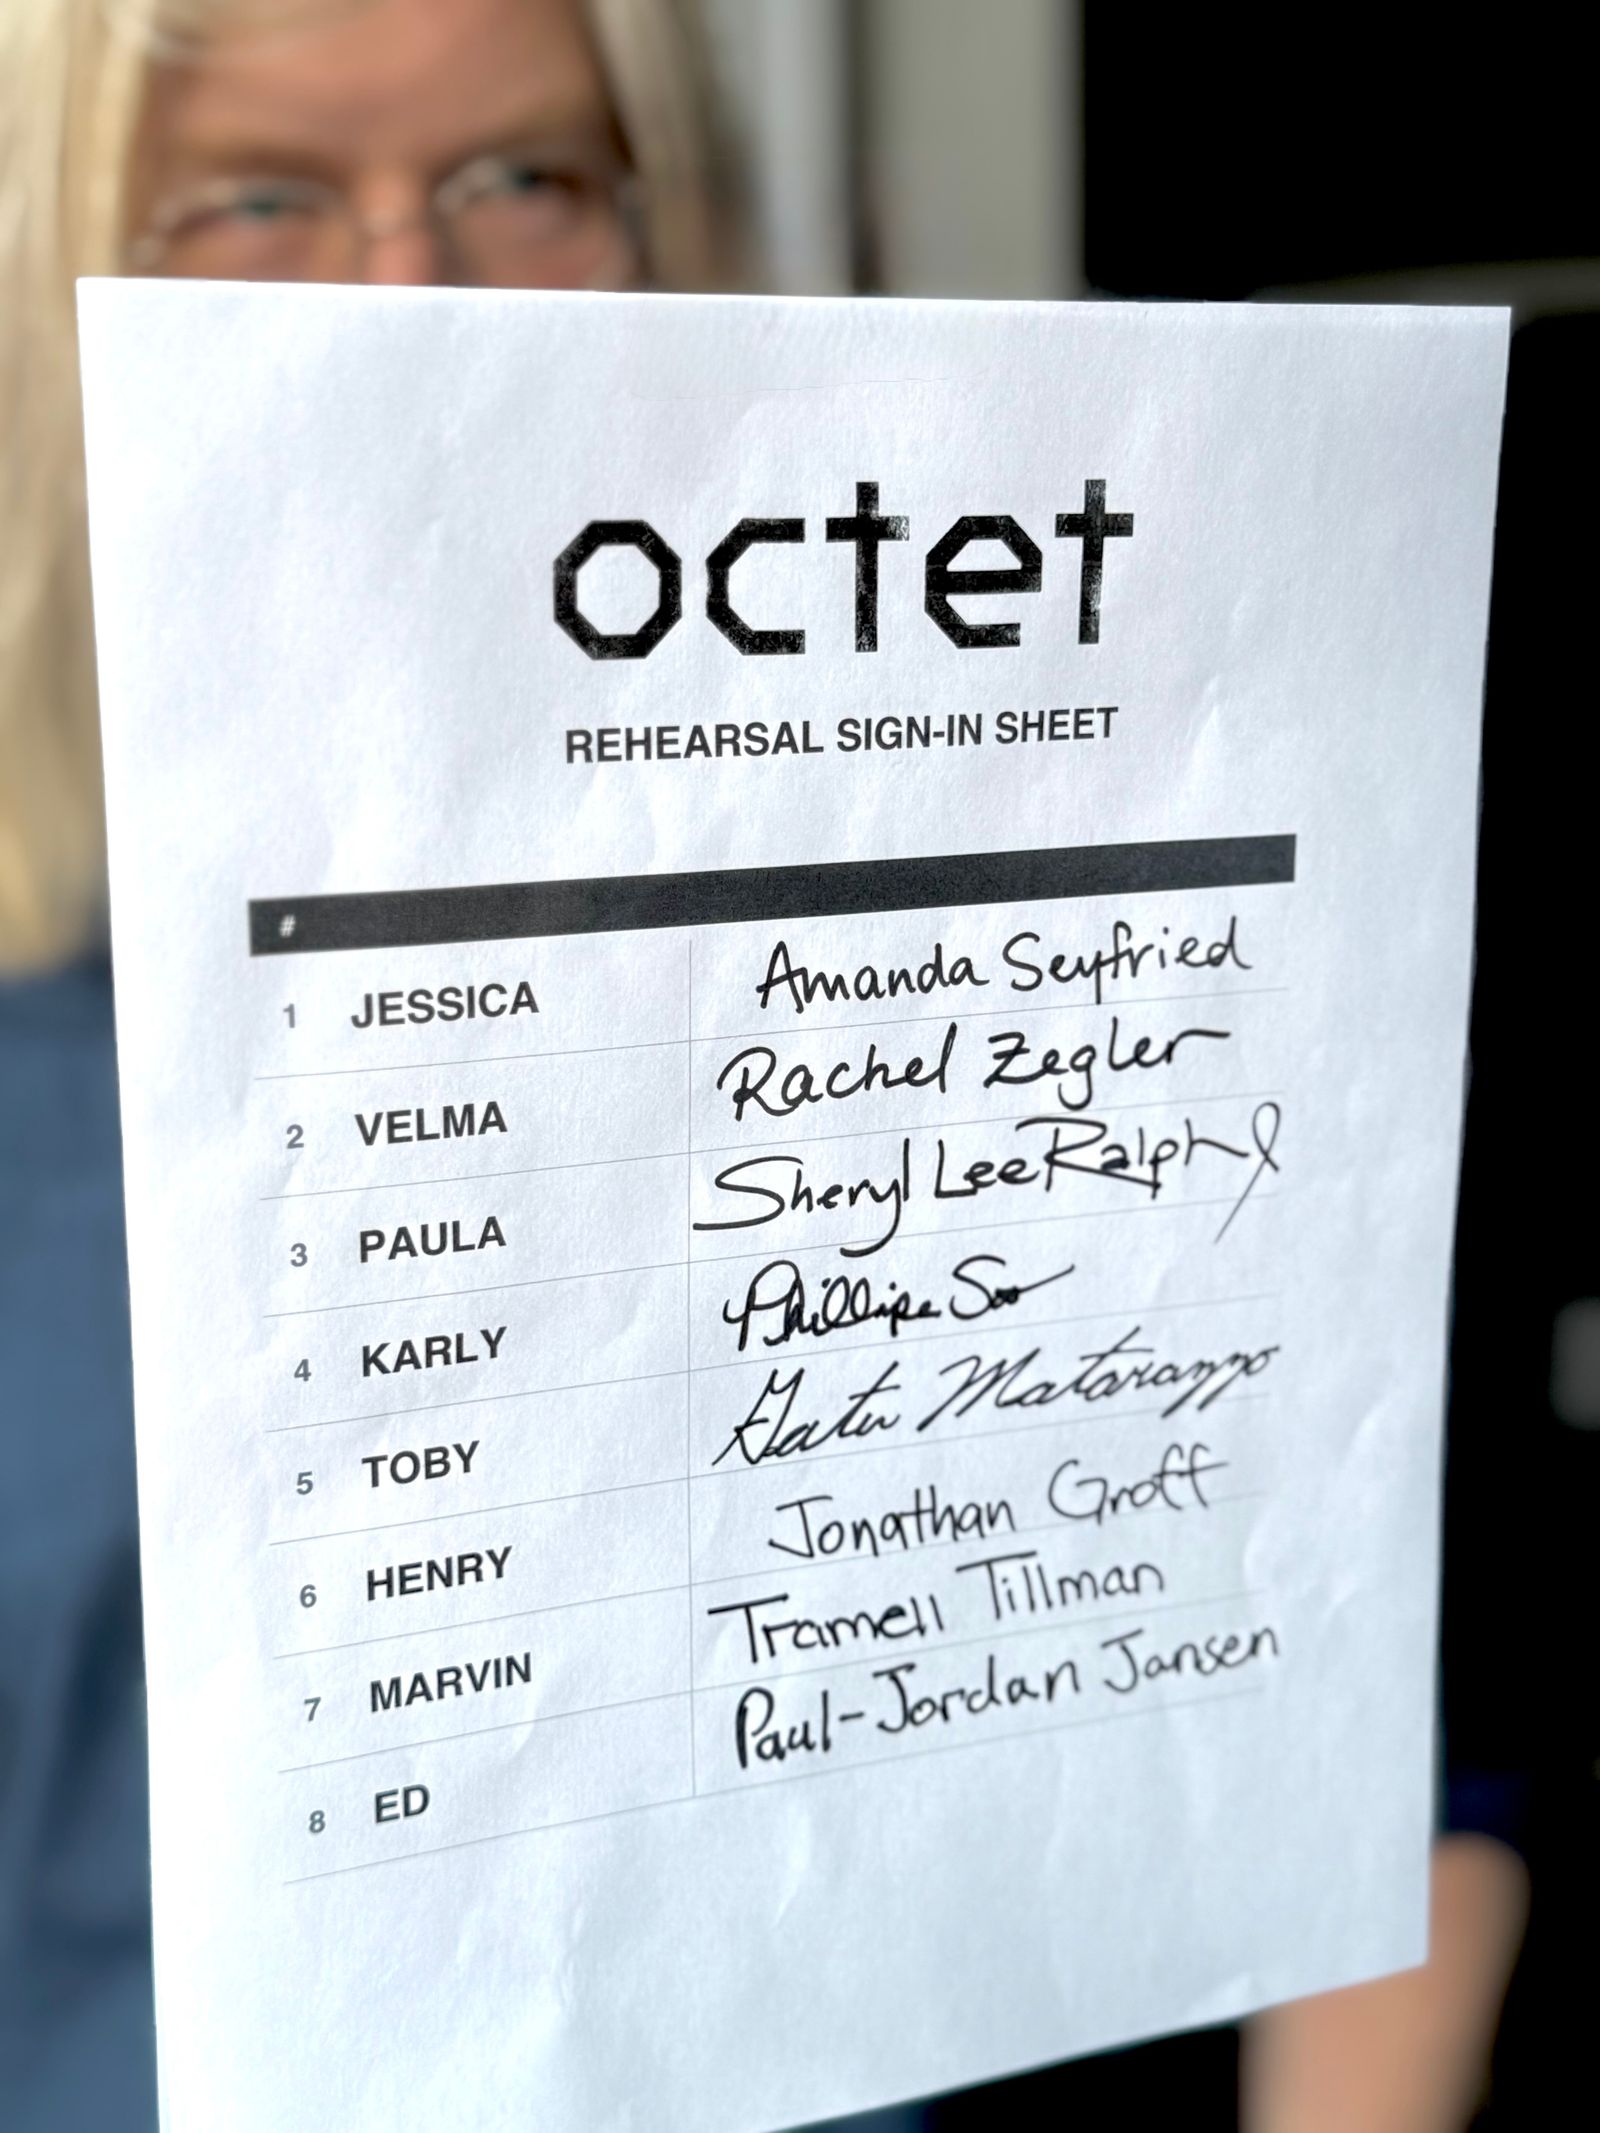 octet
REHEARSAL SIGN-IN SHEET
#
1 JESSICA Amanda Seyfried
2 VELMA Rachel Zegler
3 PAULA Sheryl Lee Ralph
4 KARLY Phillipa Soo
5 TOBY Gaten Matarazzo
6 HENRY Jonathan Groff
7 MARVIN Tramell Tillman
8 ED Paul-Jordan Jansen